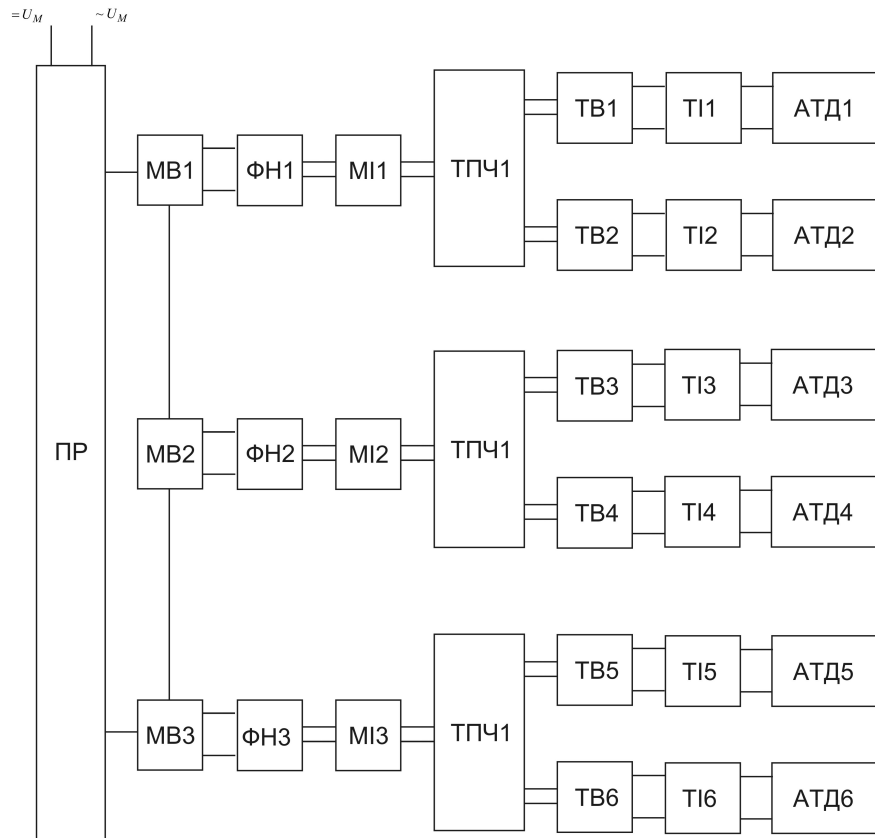 =U_M ~U_M
ТВ1 ТІ1 АТД1
МВ1 ФН1 МІ1 ТПЧ1
ТВ2 ТІ2 АТД2
ТВ3 ТІ3 АТД3
ПР МВ2 ФН2 МІ2 ТПЧ1
ТВ4 ТІ4 АТД4
ТВ5 ТІ5 АТД5
МВ3 ФН3 МІ3 ТПЧ1
ТВ6 ТІ6 АТД6